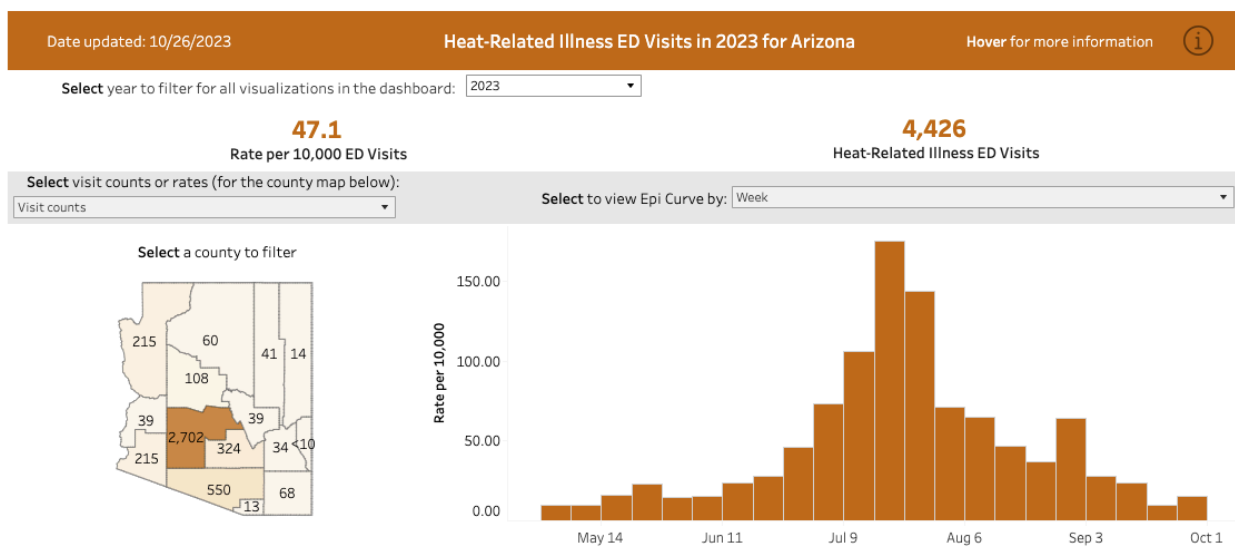 Date updated: 10/26/2023
Heat-Related Illness ED Visits in 2023 for Arizona
Hover for more information
i
Select year to filter for all visualizations in the dashboard:
2023
47.1
Rate per 10,000 ED Visits
4,426
Heat-Related Illness ED Visits
Select visit counts or rates (for the county map below):
Visit counts
Select to view Epi Curve by:
Week
Select a county to filter
215
60
41
14
108
39
39
2,702
324
34
<10
215
550
13
68
Rate per 10,000
150.00
100.00
50.00
0.00
May 14
Jun 11
Jul 9
Aug 6
Sep 3
Oct 1